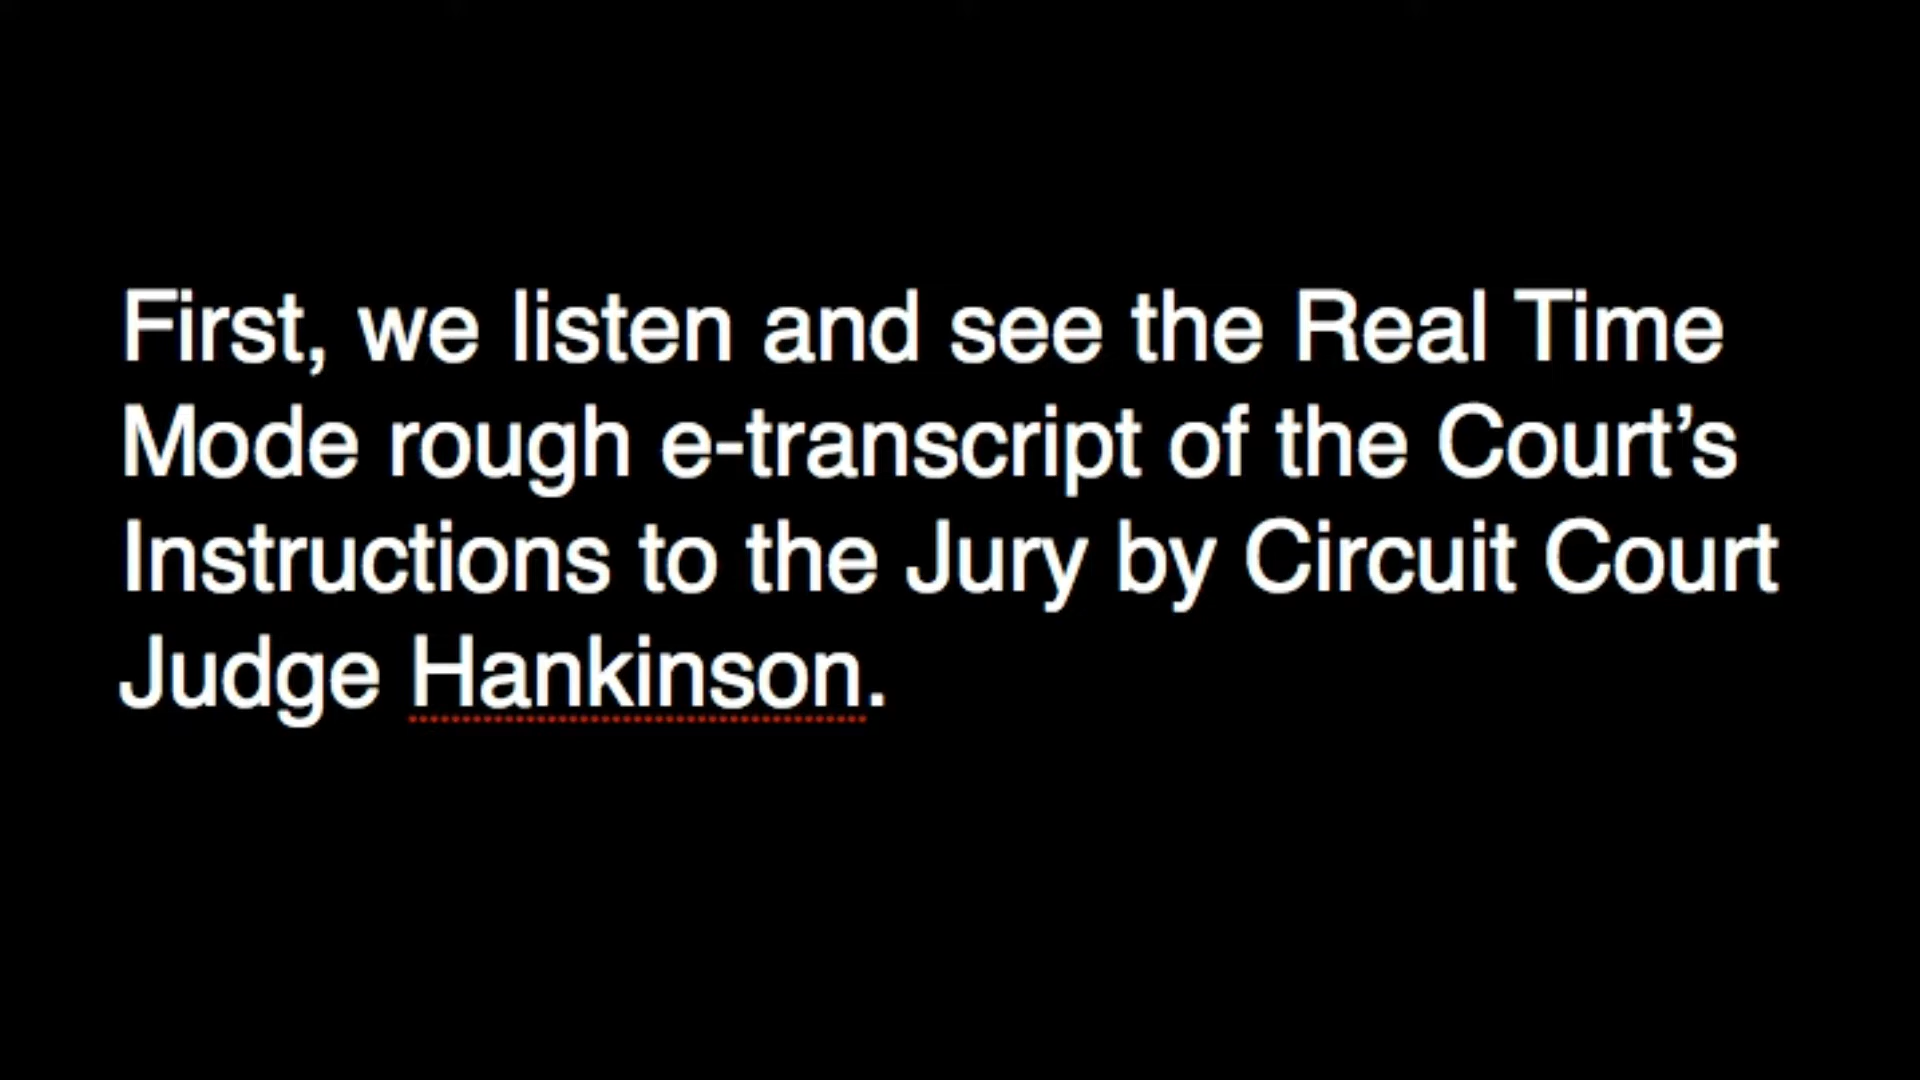 First, we listen and see the Real Time
Mode rough e-transcript of the Court’s
Instructions to the Jury by Circuit Court
Judge Hankinson.